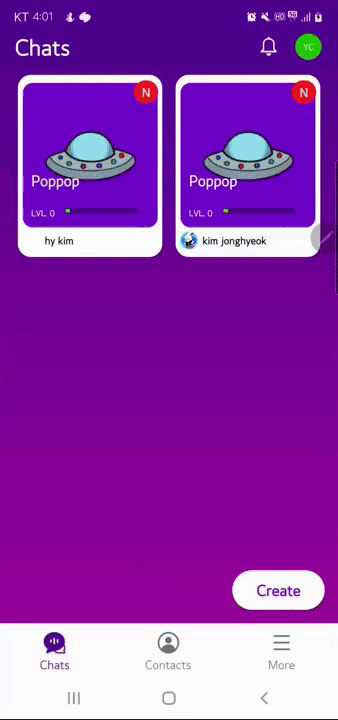 KT 4:01
Chats
YC
N
N
Poppop
Poppop
LVL. 0
LVL. 0
hy kim
kim jonghyeok
Create
Chats
Contacts
More